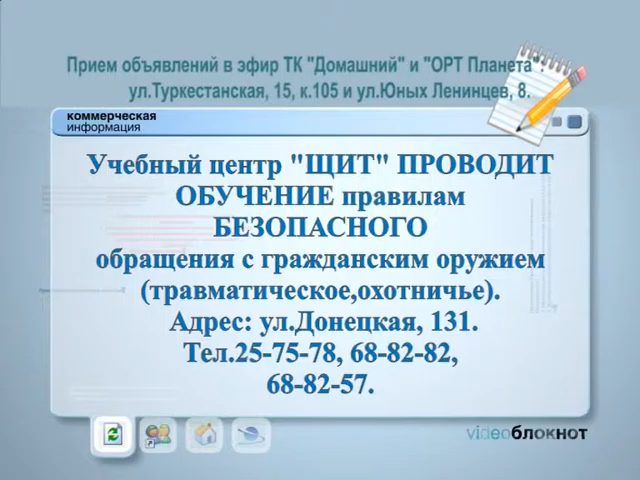 Прием объявлений в эфир ТК "Домашний" и "ОРТ Планета":
ул.Туркестанская, 15, к.105 и ул.Юных Ленинцев, 8.
коммерческая
информация
Учебный центр "ЩИТ" ПРОВОДИТ
ОБУЧЕНИЕ правилам
БЕЗОПАСНОГО
обращения с гражданским оружием
(травматическое,охотничье).
Адрес: ул.Донецкая, 131.
Тел.25-75-78, 68-82-82,
68-82-57.
videoблокнот